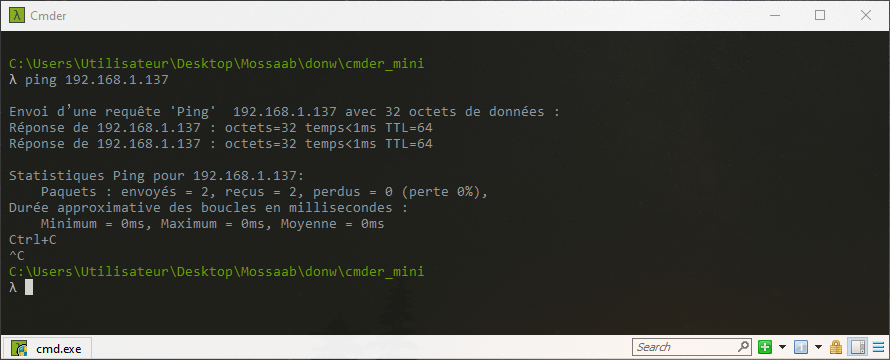 Cmder
C:\Users\Utilisateur\Desktop\Mossaab\donw\cmder_mini
λ ping 192.168.1.137
Envoi d’une requête 'Ping'  192.168.1.137 avec 32 octets de données :
Réponse de 192.168.1.137 : octets=32 temps<1ms TTL=64
Réponse de 192.168.1.137 : octets=32 temps<1ms TTL=64
Statistiques Ping pour 192.168.1.137:
    Paquets : envoyés = 2, reçus = 2, perdus = 0 (perte 0%),
Durée approximative des boucles en millisecondes :
    Minimum = 0ms, Maximum = 0ms, Moyenne = 0ms
Ctrl+C
^C
C:\Users\Utilisateur\Desktop\Mossaab\donw\cmder_mini
λ
cmd.exe
Search